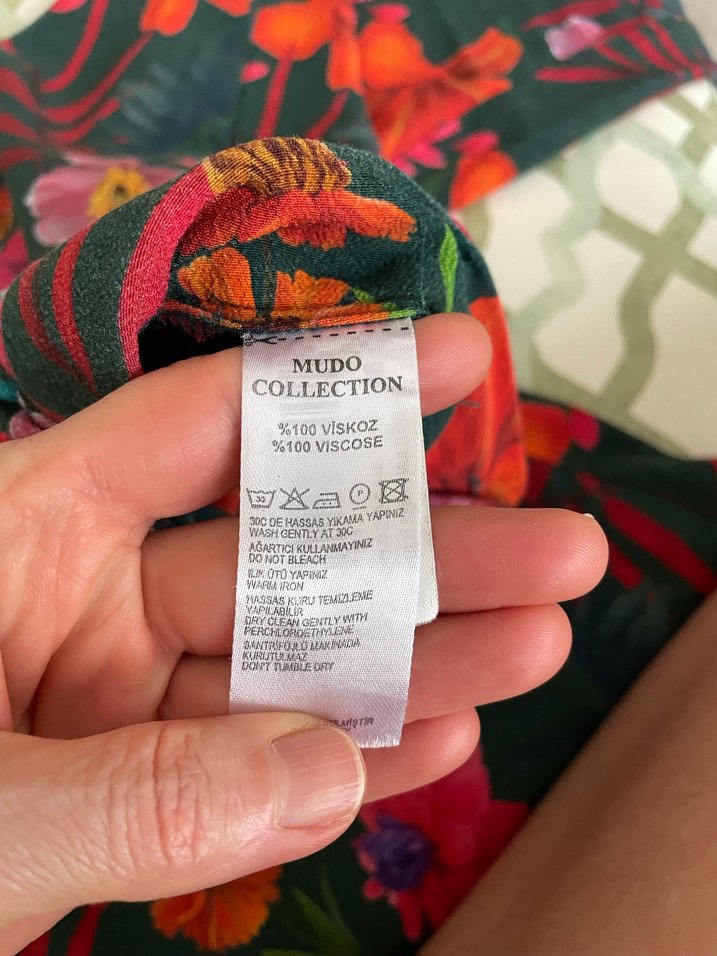 MUDO
COLLECTION
%100 VİSKOZ
%100 VISCOSE
30
P
30C DE HASSAS YIKAMA YAPINIZ
WASH GENTLY AT 30C
AĞARTICI KULLANMAYINIZ
DO NOT BLEACH
ILIK ÜTÜ YAPINIZ
WARM IRON
HASSAS KURU TEMİZLEME
YAPILABİLİR
DRY CLEAN GENTLY WITH
PERCHLOROETHYLENE
SANTRİFÜJLÜ MAKİNADA
KURUTULMAZ
DON'T TUMBLE DRY